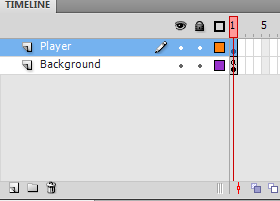 TIMELINE
1 5
Player
Background